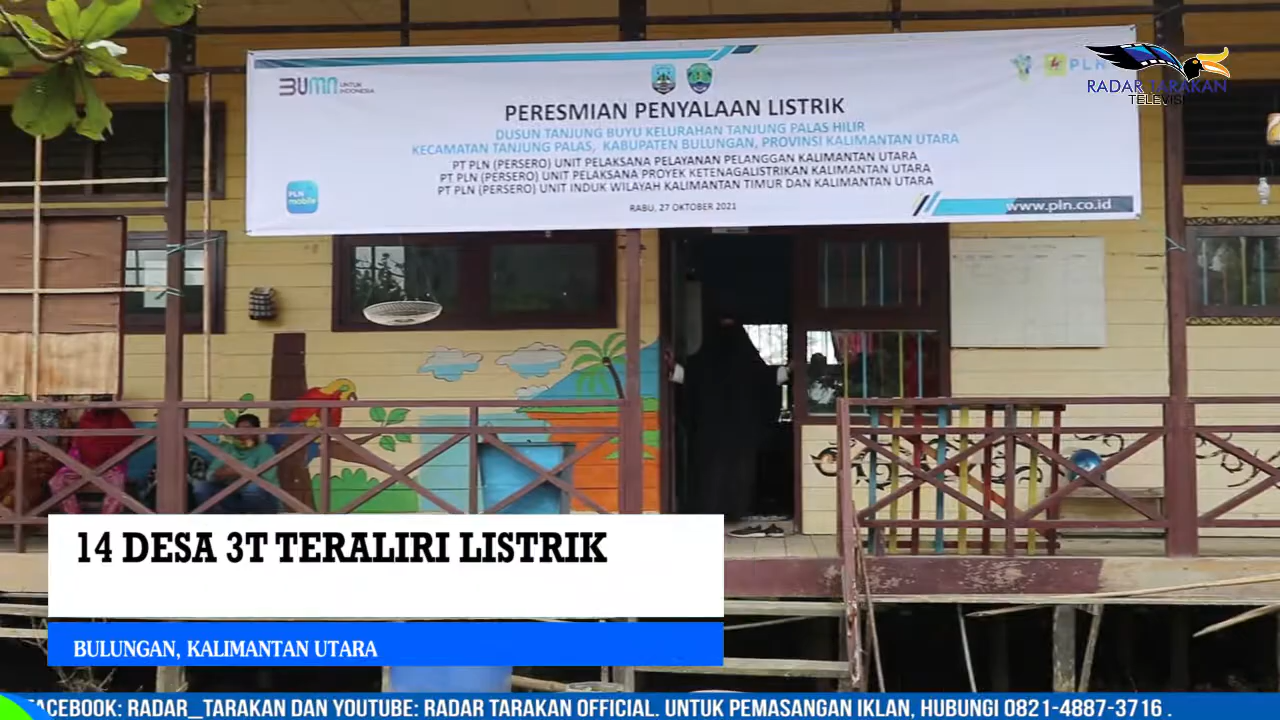 BUMN UNTUK INDONESIA
PLN
RADAR TARAKAN
TELEVISI
PERESMIAN PENYALAAN LISTRIK
DUSUN TANJUNG BUYU KELURAHAN TANJUNG PALAS HILIR
KECAMATAN TANJUNG PALAS, KABUPATEN BULUNGAN, PROVINSI KALIMANTAN UTARA
PT PLN (PERSERO) UNIT PELAKSANA PELAYANAN PELANGGAN KALIMANTAN UTARA
PT PLN (PERSERO) UNIT PELAKSANA PROYEK KETENAGALISTRIKAN KALIMANTAN UTARA
PT PLN (PERSERO) UNIT INDUK WILAYAH KALIMANTAN TIMUR DAN KALIMANTAN UTARA
PLN
mobile
RABU, 27 OKTOBER 2021
www.pln.co.id
14 DESA 3T TERALIRI LISTRIK
BULUNGAN, KALIMANTAN UTARA
FACEBOOK: RADAR_TARAKAN DAN YOUTUBE: RADAR TARAKAN OFFICIAL. UNTUK PEMASANGAN IKLAN, HUBUNGI 0821-4887-3716 .